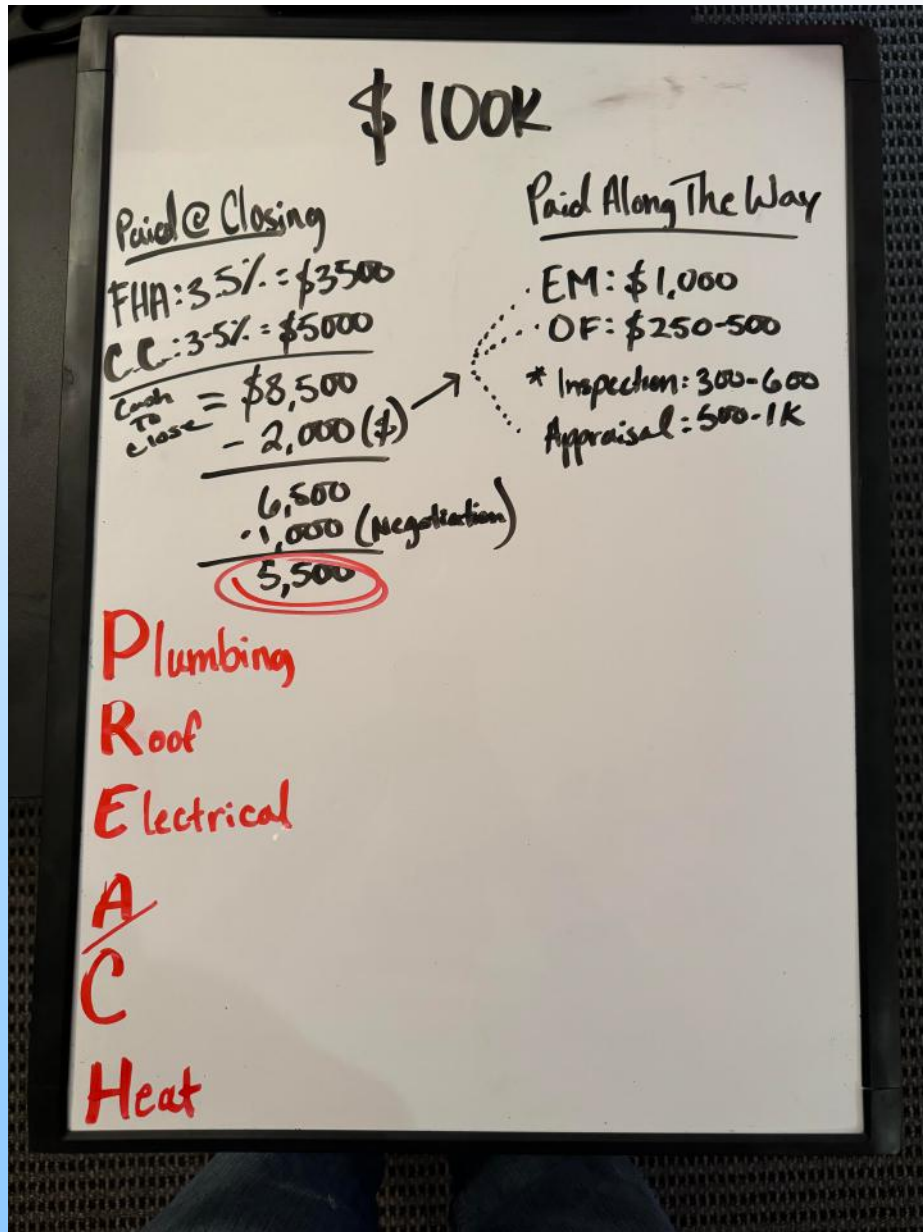 $ 100K
Paid @ Closing
FHA: 3.5% = $3500
C.C.: 3-5% = $5000
Cash To Close = $8,500
- 2,000 ($)
6,500
-1,000 (Negotiation)
5,500
Paid Along The Way
EM: $1,000
OF: $250-500
* Inspection: 300-600
Appraisal: 500-1K
Plumbing
Roof
Electrical
A/
C
Heat